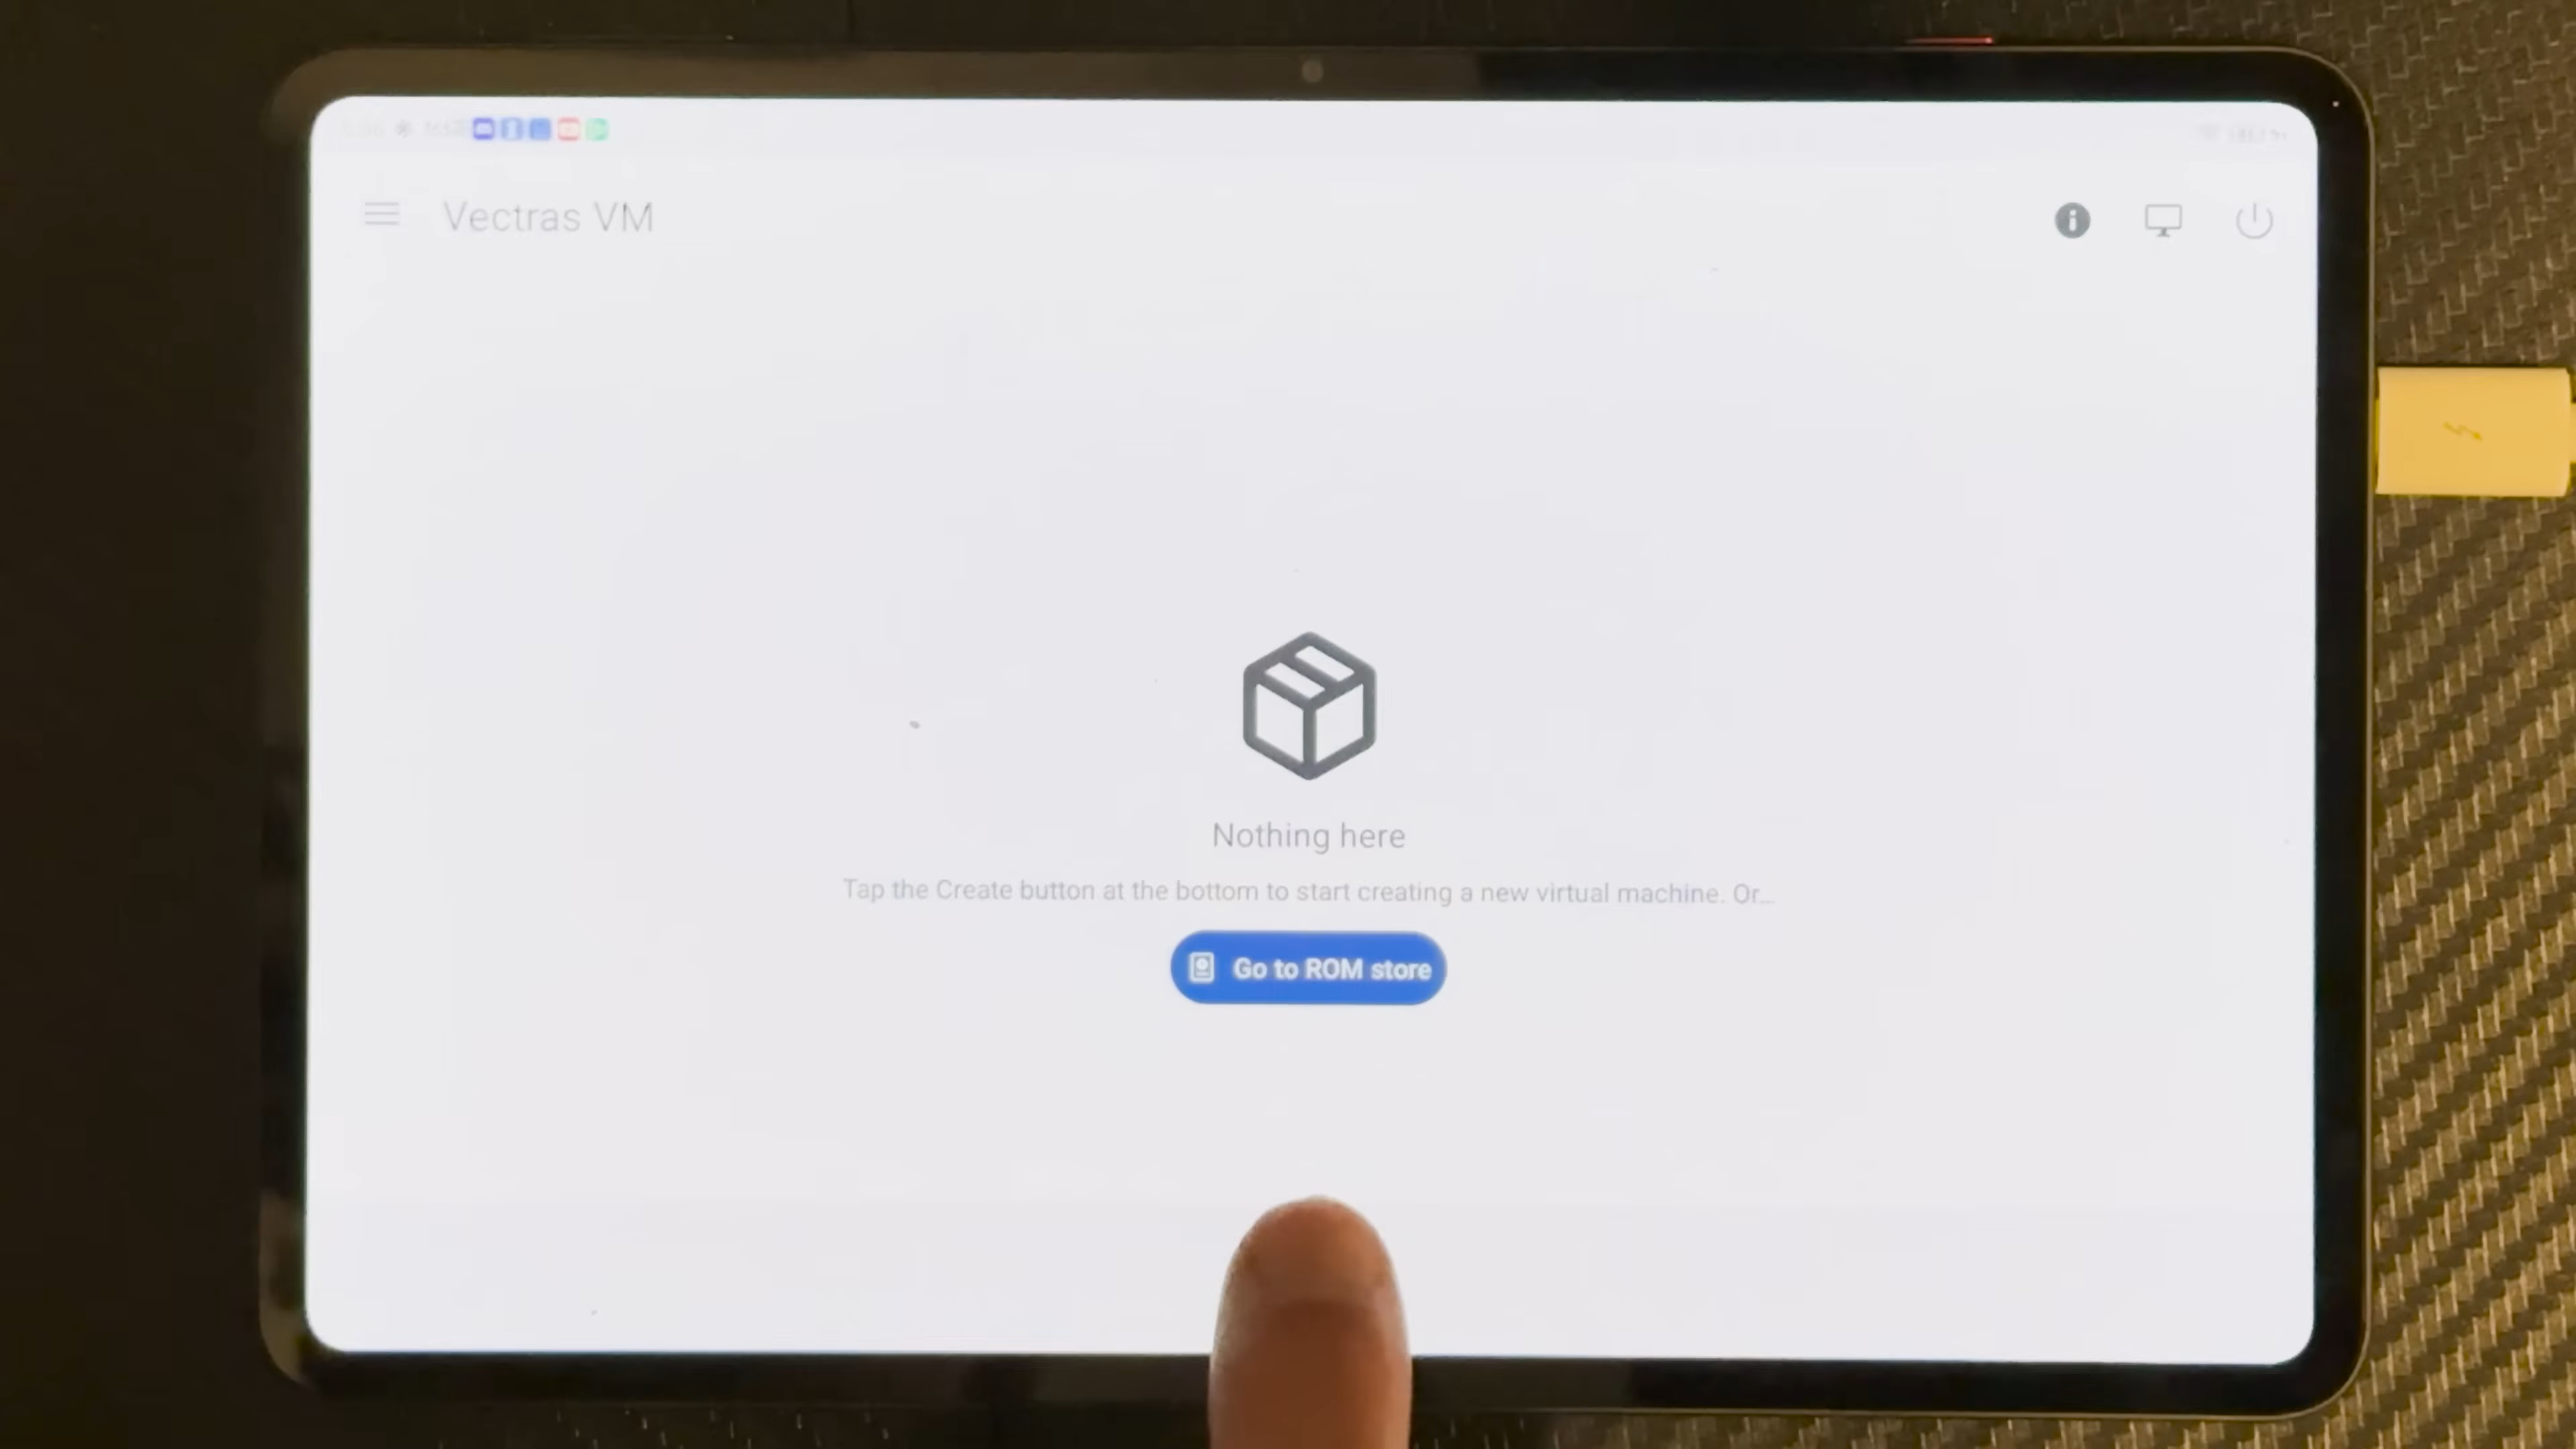 Vectras VM
Nothing here
Tap the Create button at the bottom to start creating a new virtual machine. Or...
Go to ROM store